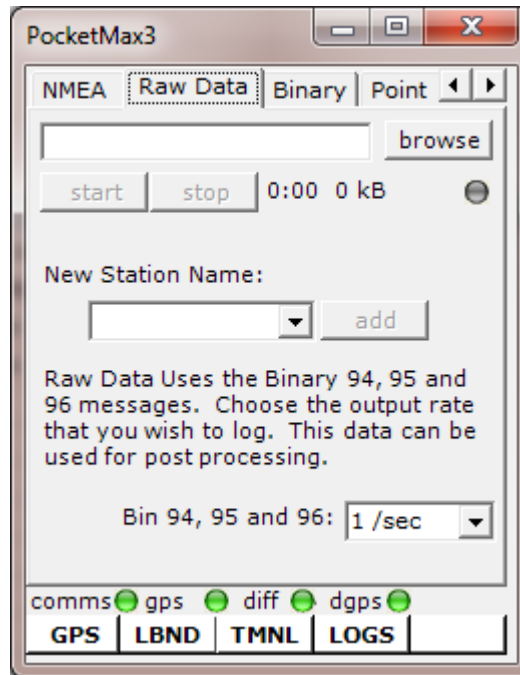 PocketMax3
NMEA Raw Data Binary Point
browse
start stop 0:00 0 kB
New Station Name:
add
Raw Data Uses the Binary 94, 95 and
96 messages. Choose the output rate
that you wish to log. This data can be
used for post processing.
Bin 94, 95 and 96: 1 /sec
comms gps diff dgps
GPS LBND TMNL LOGS